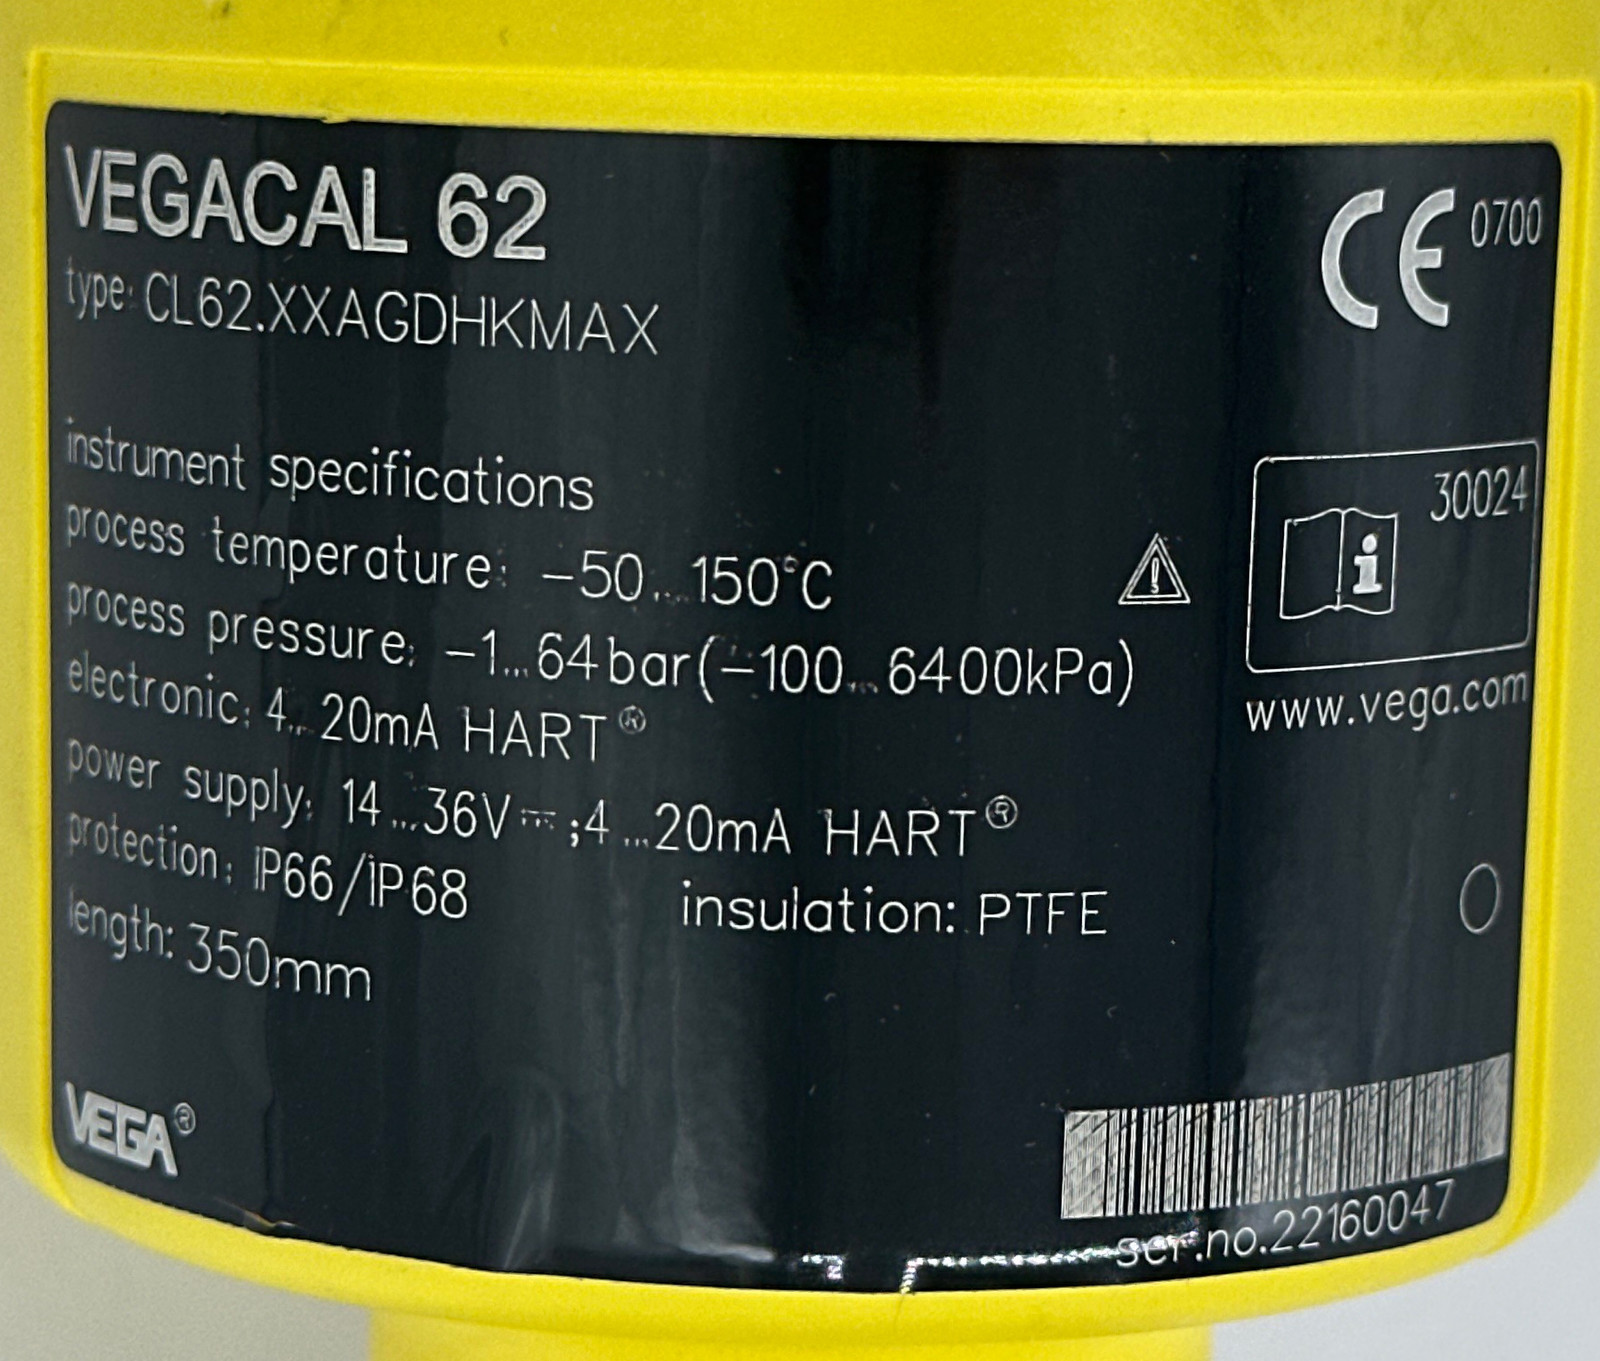 VEGACAL 62
type: CL62.XXAGDHKMAX
CE 0700
instrument specifications
process temperature: -50...150°C
process pressure: -1...64bar(-100...6400kPa)
electronic: 4...20mA HART®
power supply: 14...36V⎓;4...20mA HART®
protection: IP66/IP68
insulation: PTFE
length: 350mm
30024
i
www.vega.com
VEGA®
ser.no.22160047